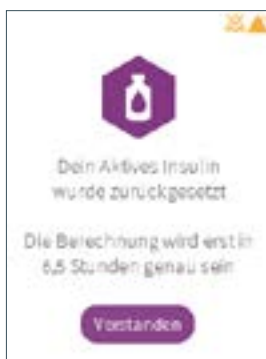 Dein Aktives Insulin
wurde zurückgesetzt
Die Berechnung wird erst in
6,5 Stunden genau sein
Verstanden